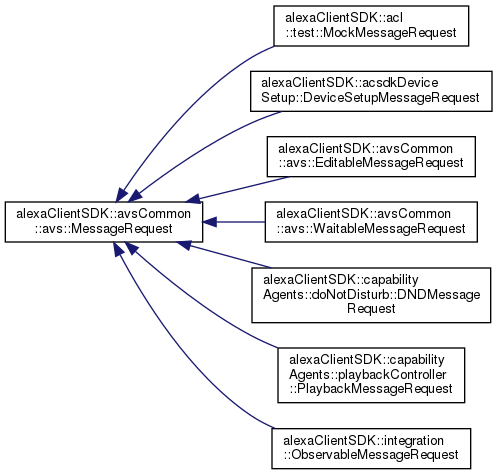 alexaClientSDK::acl
::test::MockMessageRequest
alexaClientSDK::acsdkDevice
Setup::DeviceSetupMessageRequest
alexaClientSDK::avsCommon
::avs::EditableMessageRequest
alexaClientSDK::avsCommon
::avs::MessageRequest
alexaClientSDK::avsCommon
::avs::WaitableMessageRequest
alexaClientSDK::capability
Agents::doNotDisturb::DNDMessage
Request
alexaClientSDK::capability
Agents::playbackController
::PlaybackMessageRequest
alexaClientSDK::integration
::ObservableMessageRequest